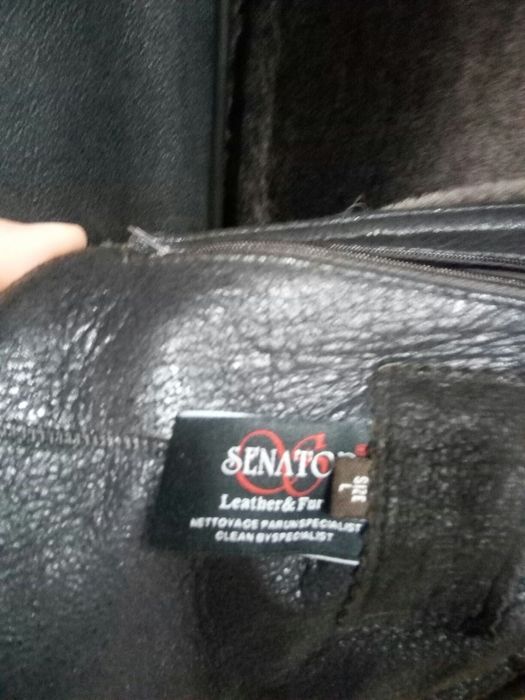 SENATO
Leather&Fur
NETTOYAGE PAR UN SPECIALIST
CLEAN BY SPECIALIST
SIZE
L